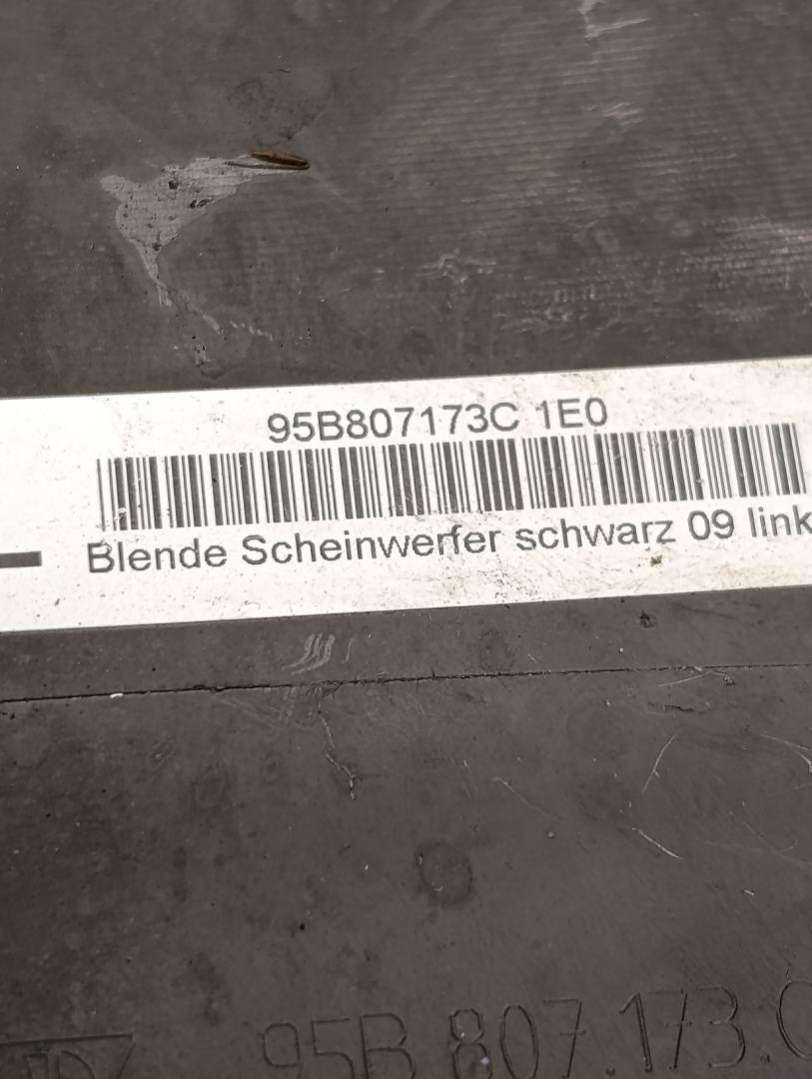 95B807173C 1E0
Blende Scheinwerfer schwarz 09 link
95B.807.173.C